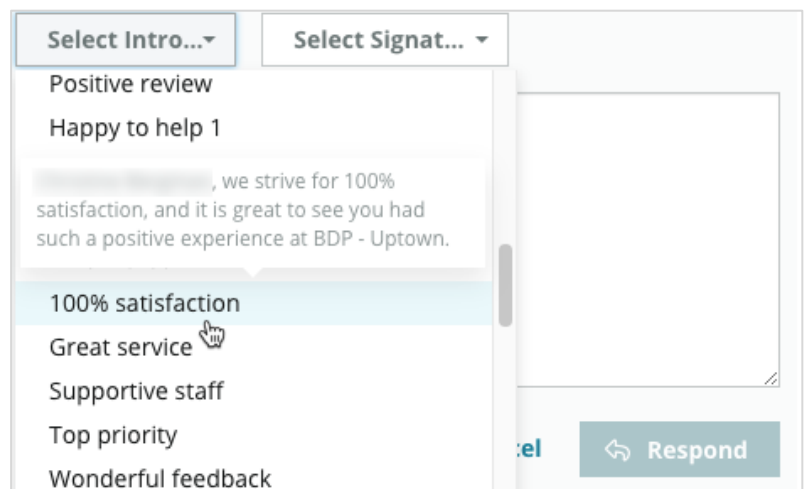 Select Intro...
Select Signat...
Positive review
Happy to help 1
, we strive for 100%
satisfaction, and it is great to see you had
such a positive experience at BDP - Uptown.
100% satisfaction
Great service
Supportive staff
Top priority
Wonderful feedback
cel
Respond